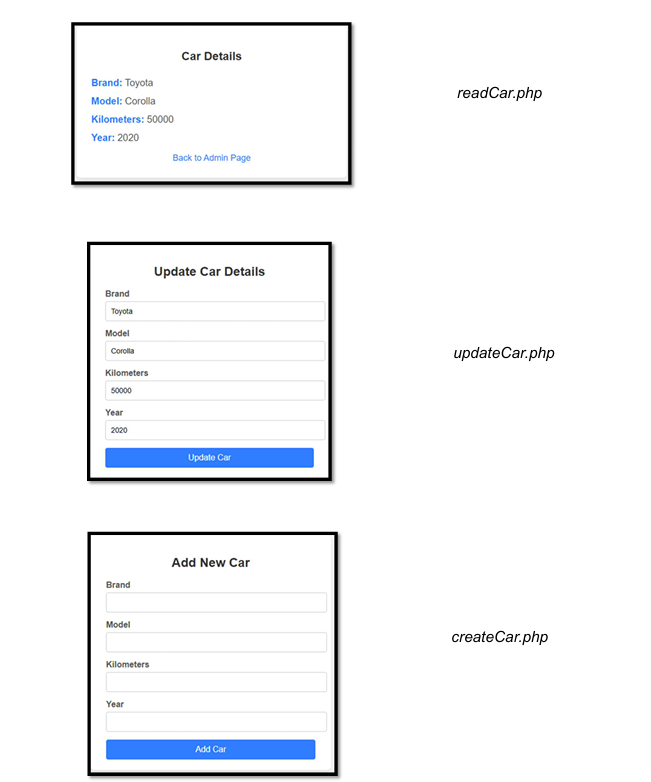 Car Details
Brand: Toyota
Model: Corolla
Kilometers: 50000
Year: 2020
Back to Admin Page
readCar.php
Update Car Details
Brand
Toyota
Model
Corolla
Kilometers
50000
Year
2020
Update Car
updateCar.php
Add New Car
Brand
Model
Kilometers
Year
Add Car
createCar.php